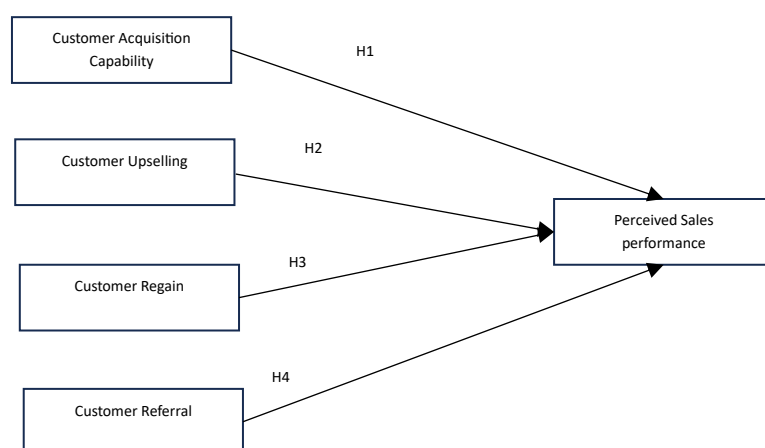 Customer Acquisition
Capability
H1
Customer Upselling
H2
Perceived Sales
performance
H3
Customer Regain
H4
Customer Referral